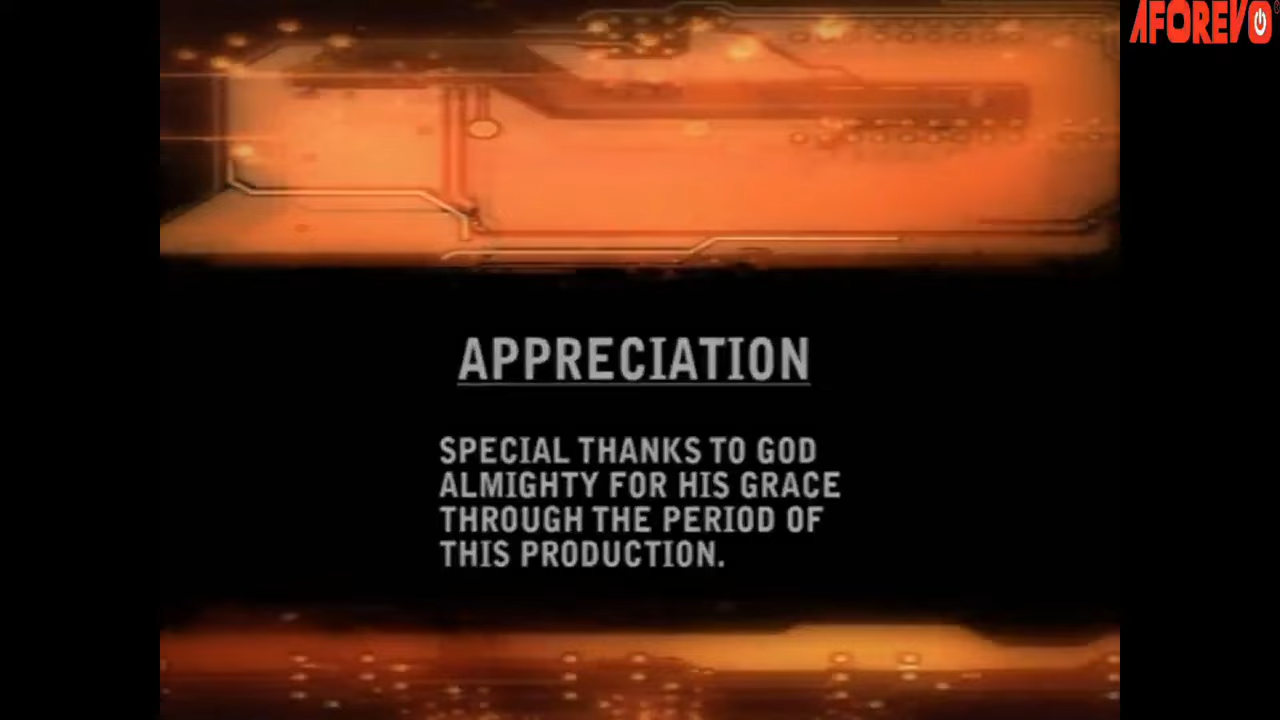 AFOREVO
APPRECIATION
SPECIAL THANKS TO GOD
ALMIGHTY FOR HIS GRACE
THROUGH THE PERIOD OF
THIS PRODUCTION.